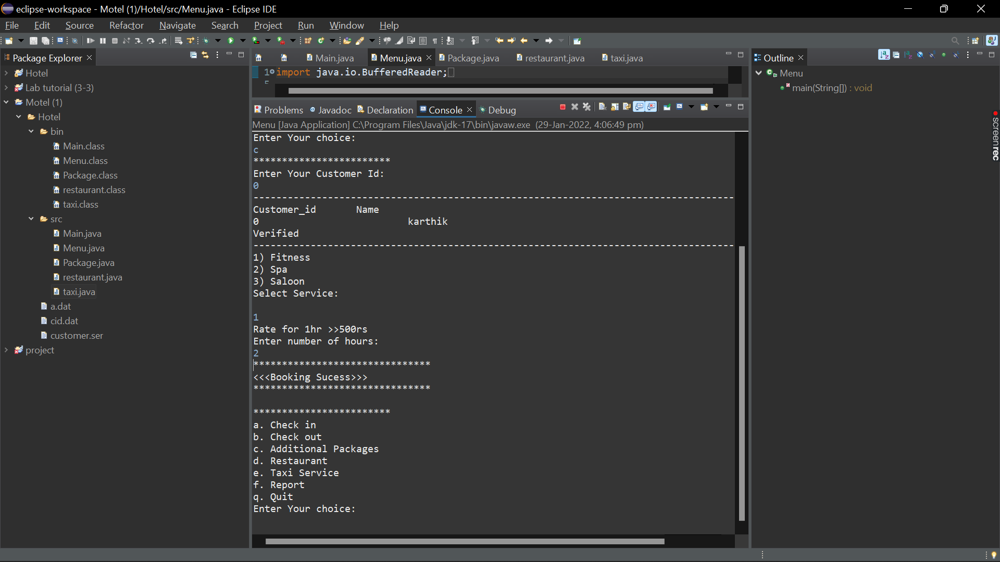 eclipse-workspace - Motel (1)/Hotel/src/Menu.java - Eclipse IDE
File Edit Source Refactor Navigate Search Project Run Window Help
Package Explorer
Hotel
Lab tutorial (3-3)
Motel (1)
Hotel
bin
Main.class
Menu.class
Package.class
restaurant.class
taxi.class
src
Main.java
Menu.java
Package.java
restaurant.java
taxi.java
a.dat
cid.dat
customer.ser
project
Main.java Menu.java Package.java restaurant.java taxi.java
1 import java.io.BufferedReader;
Problems Javadoc Declaration Console Debug
Menu [Java Application] C:\Program Files\Java\jdk-17\bin\javaw.exe (29-Jan-2022, 4:06:49 pm)
Enter Your choice:
c
************************
Enter Your Customer Id:
0
------------------------------------------------------------------------------------
Customer_id Name
0 karthik
Verified
------------------------------------------------------------------------------------
1) Fitness
2) Spa
3) Saloon
Select Service:
1
Rate for 1hr >>500rs
Enter number of hours:
2
*******************************
<<<Booking Sucess>>>
*******************************
************************
a. Check in
b. Check out
c. Additional Packages
d. Restaurant
e. Taxi Service
f. Report
q. Quit
Enter Your choice:
Outline
Menu
main(String[]) : void
screenrec